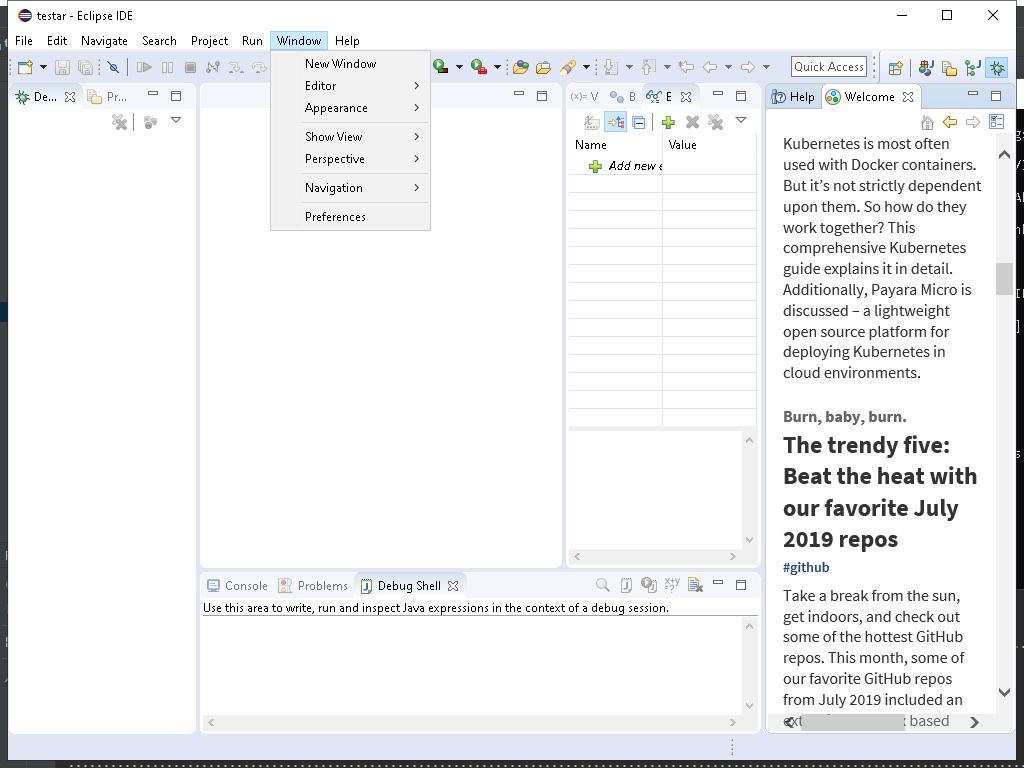 testar - Eclipse IDE
File Edit Navigate Search Project Run Window Help
New Window
Editor
Appearance
Show View
Perspective
Navigation
Preferences
Quick Access
De...
Pr...
(x)= V
B
E
Name Value
Add new e
Help
Welcome
Kubernetes is most often
used with Docker containers.
But it’s not strictly dependent
upon them. So how do they
work together? This
comprehensive Kubernetes
guide explains it in detail.
Additionally, Payara Micro is
discussed – a lightweight
open source platform for
deploying Kubernetes in
cloud environments.
Burn, baby, burn.
The trendy five:
Beat the heat with
our favorite July
2019 repos
#github
Take a break from the sun,
get indoors, and check out
some of the hottest GitHub
repos. This month, some of
our favorite GitHub repos
from July 2019 included an
based
Console Problems Debug Shell
Use this area to write, run and inspect Java expressions in the context of a debug session.